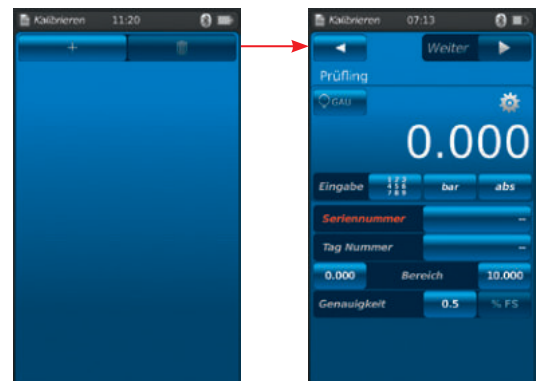 Kalibrieren 11:20
+
Kalibrieren 07:13
Weiter
Prüfling
GAU
0.000
Eingabe 1 2 3 4 5 6 7 8 9 bar abs
Seriennummer --
Tag Nummer --
0.000 Bereich 10.000
Genauigkeit 0.5 % FS